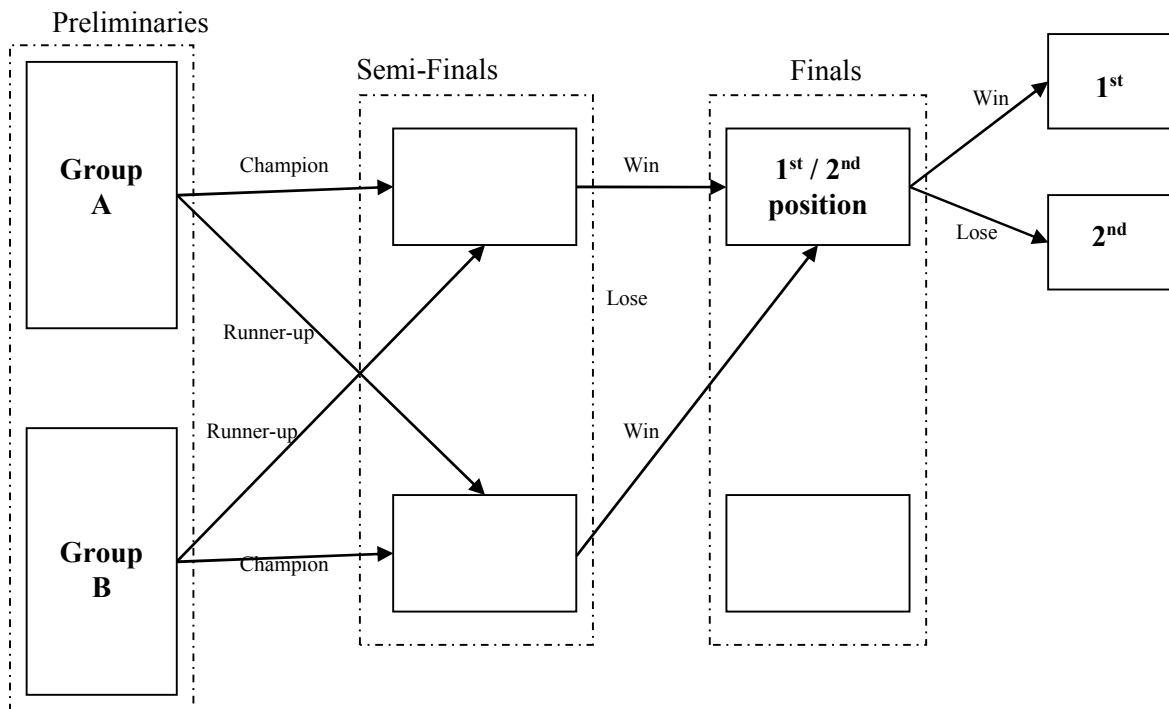 Preliminaries
Semi-Finals
Finals
Group
A
Champion
Runner-up
Runner-up
Champion
Group
B
Win
Lose
Win
1st / 2nd
position
Win
Lose
1st
2nd